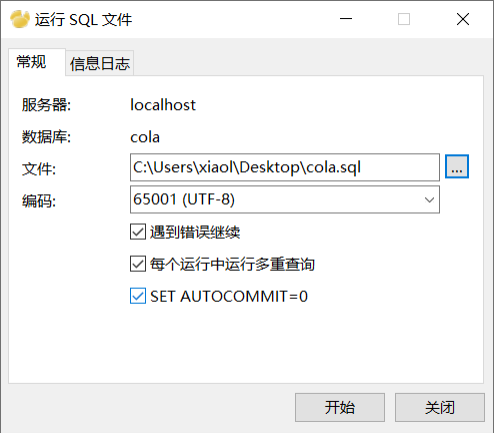 运行 SQL 文件
常规
信息日志
服务器: localhost
数据库: cola
文件: C:\Users\xiaol\Desktop\cola.sql ...
编码: 65001 (UTF-8)
遇到错误继续
每个运行中运行多重查询
SET AUTOCOMMIT=0
开始 关闭